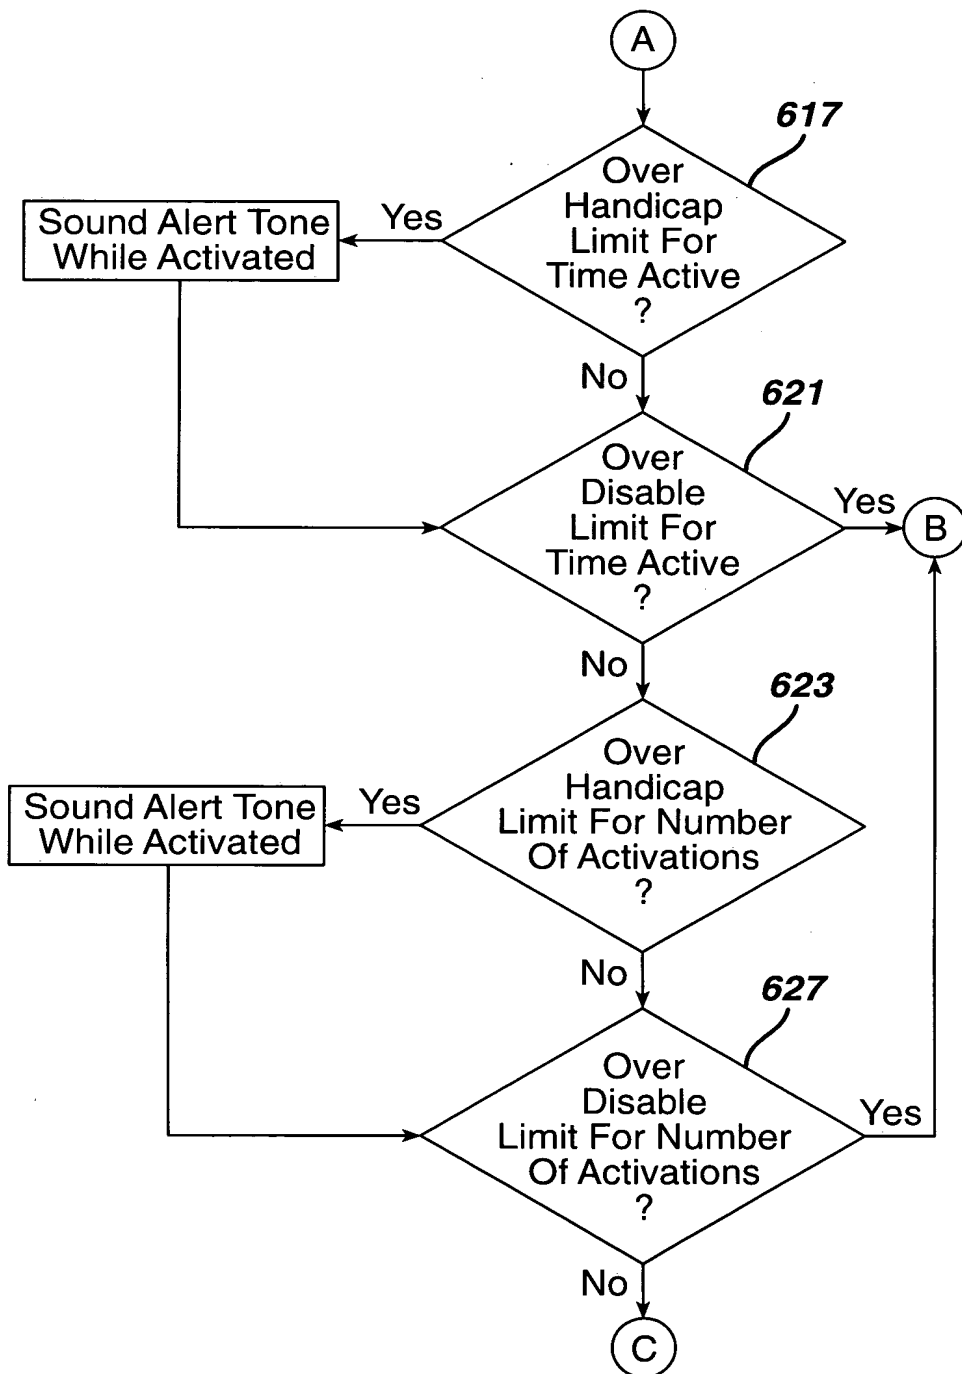 A
617
Over
Handicap
Limit For
Time Active
?
Yes
Sound Alert Tone
While Activated
No
621
Over
Disable
Limit For
Time Active
?
Yes
B
No
623
Over
Handicap
Limit For Number
Of Activations
?
Yes
Sound Alert Tone
While Activated
No
627
Over
Disable
Limit For Number
Of Activations
?
Yes
No
C